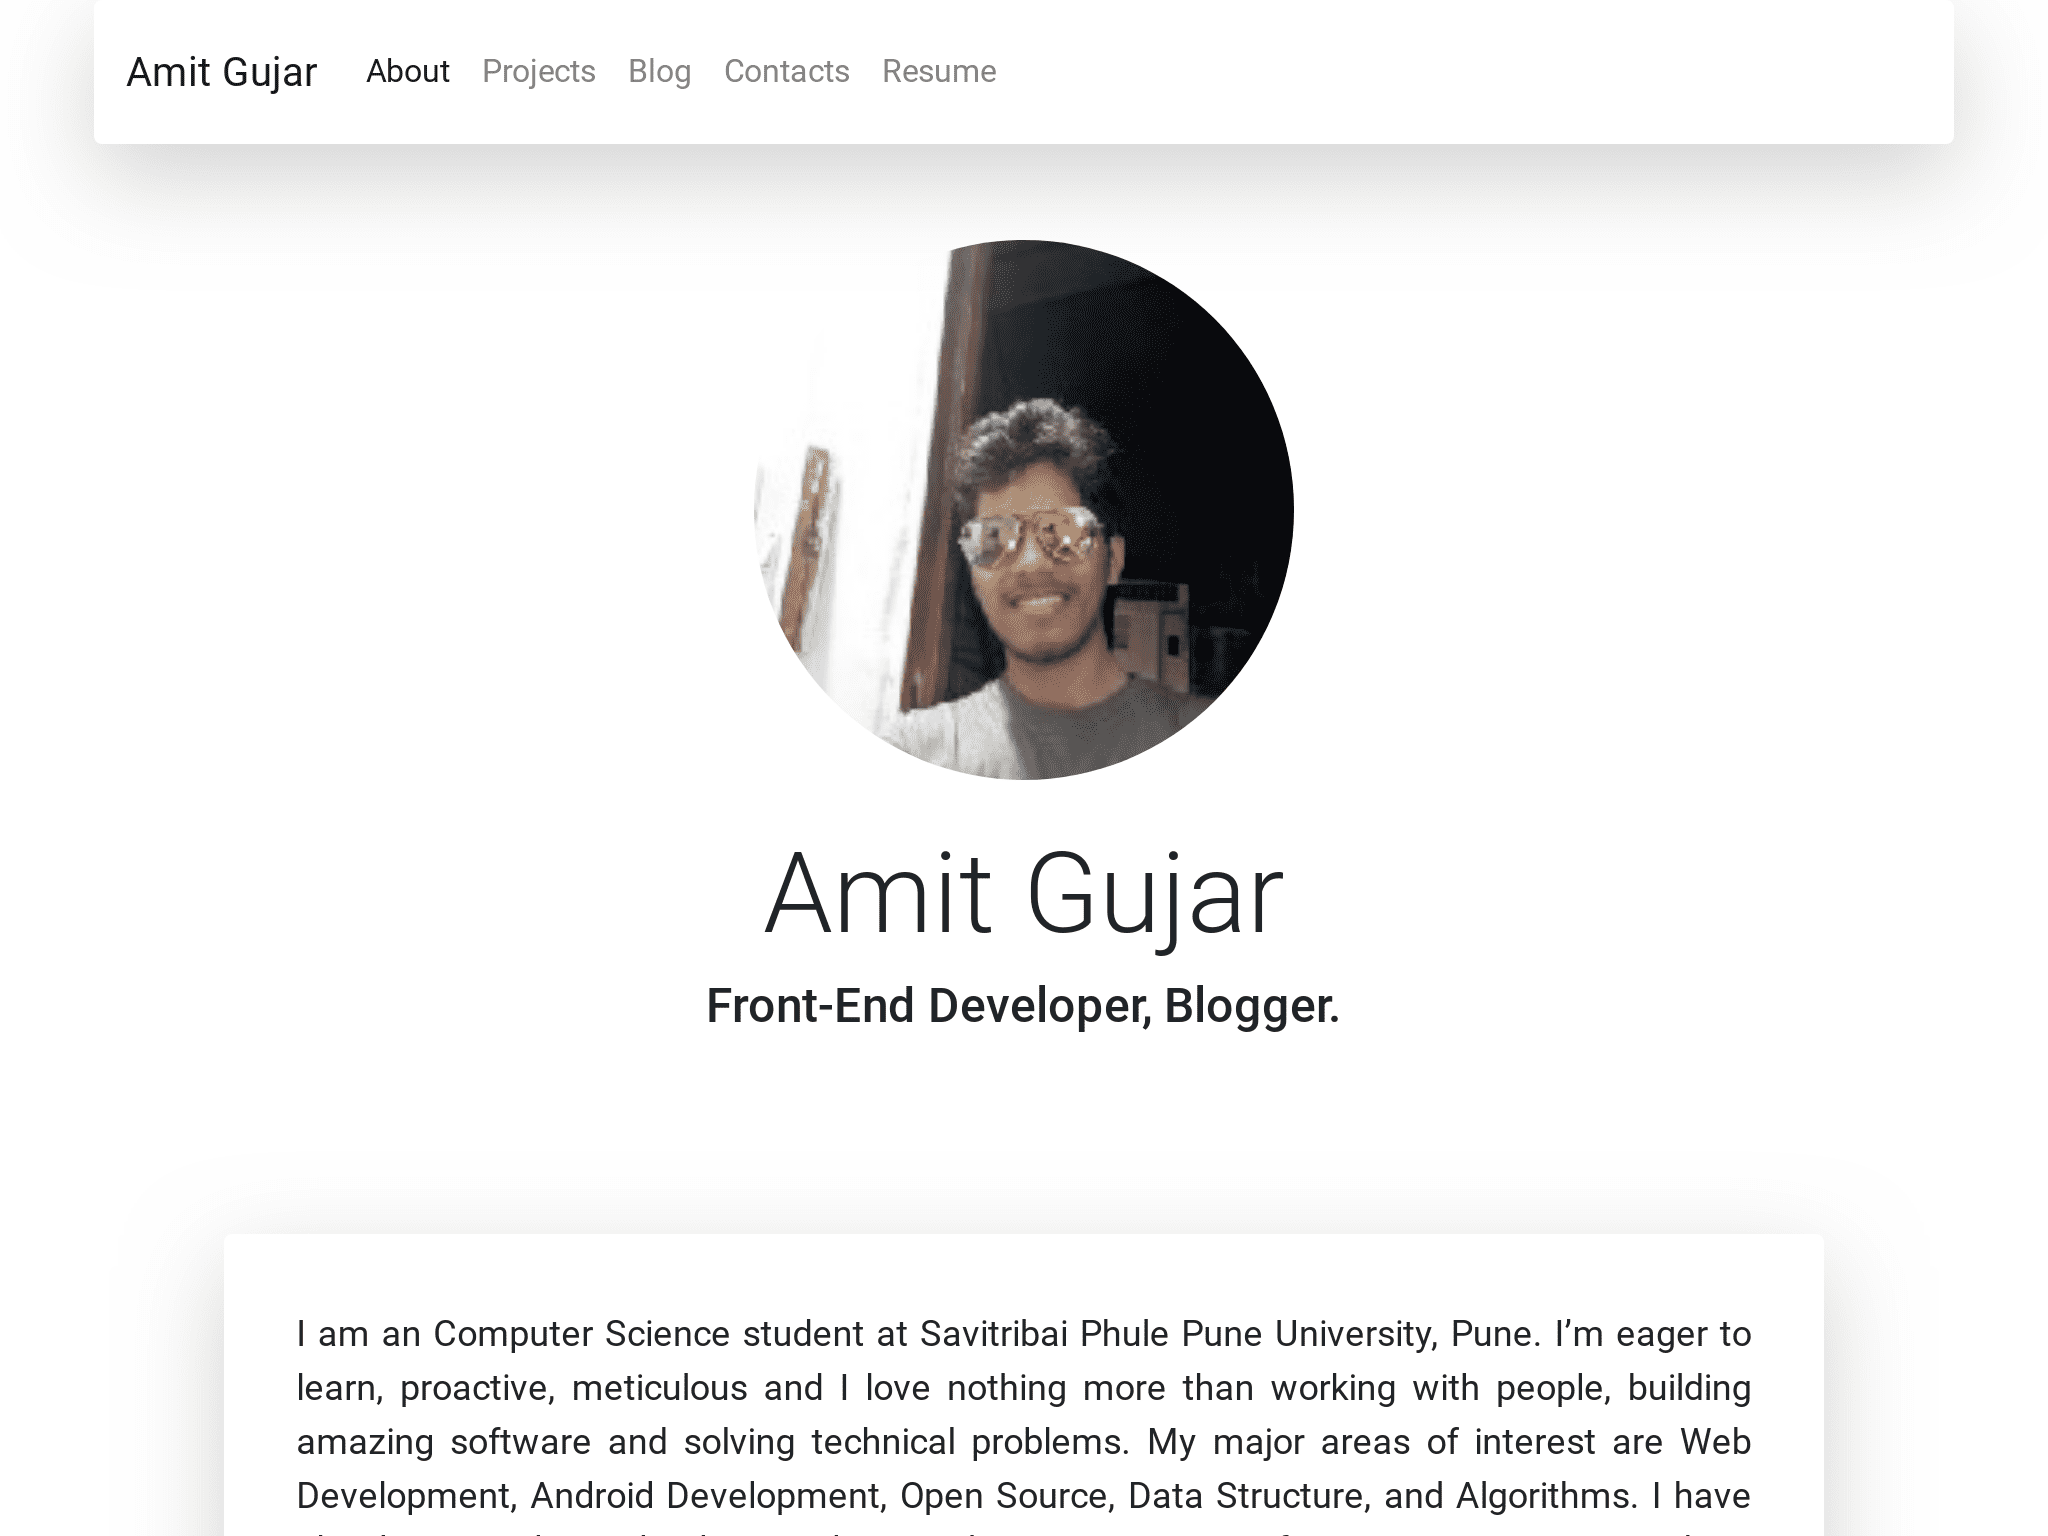 Amit Gujar About Projects Blog Contacts Resume
Amit Gujar
Front-End Developer, Blogger.
I am an Computer Science student at Savitribai Phule Pune University, Pune. I’m eager to
learn, proactive, meticulous and I love nothing more than working with people, building
amazing software and solving technical problems. My major areas of interest are Web
Development, Android Development, Open Source, Data Structure, and Algorithms. I have